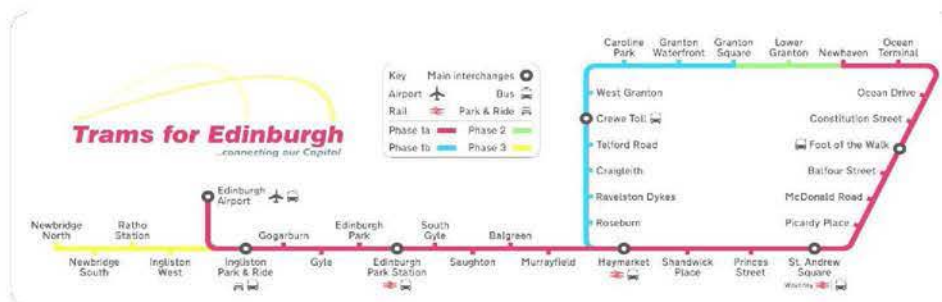 Trams for Edinburgh
...connecting our Capital
Key Main interchanges
Airport Bus
Rail Park & Ride
Phase 1a Phase 2
Phase 1b Phase 3
Caroline
Park
Granton
Waterfront
Granton
Square
Lower
Granton
Newhaven
Ocean
Terminal
West Granton
Crewe Toll
Telford Road
Craigleith
Ravelston Dykes
Roseburn
Ocean Drive
Constitution Street
Foot of the Walk
Balfour Street
McDonald Road
Picardy Place
Edinburgh
Airport
Newbridge
North
Ratho
Station
Gogarburn
Edinburgh
Park
South
Gyle
Balgreen
Newbridge
South
Ingliston
West
Ingliston
Park & Ride
Gyle
Edinburgh
Park Station
Saughton
Murrayfield
Haymarket
Shandwick
Place
Princes
Street
St. Andrew
Square
Waverley